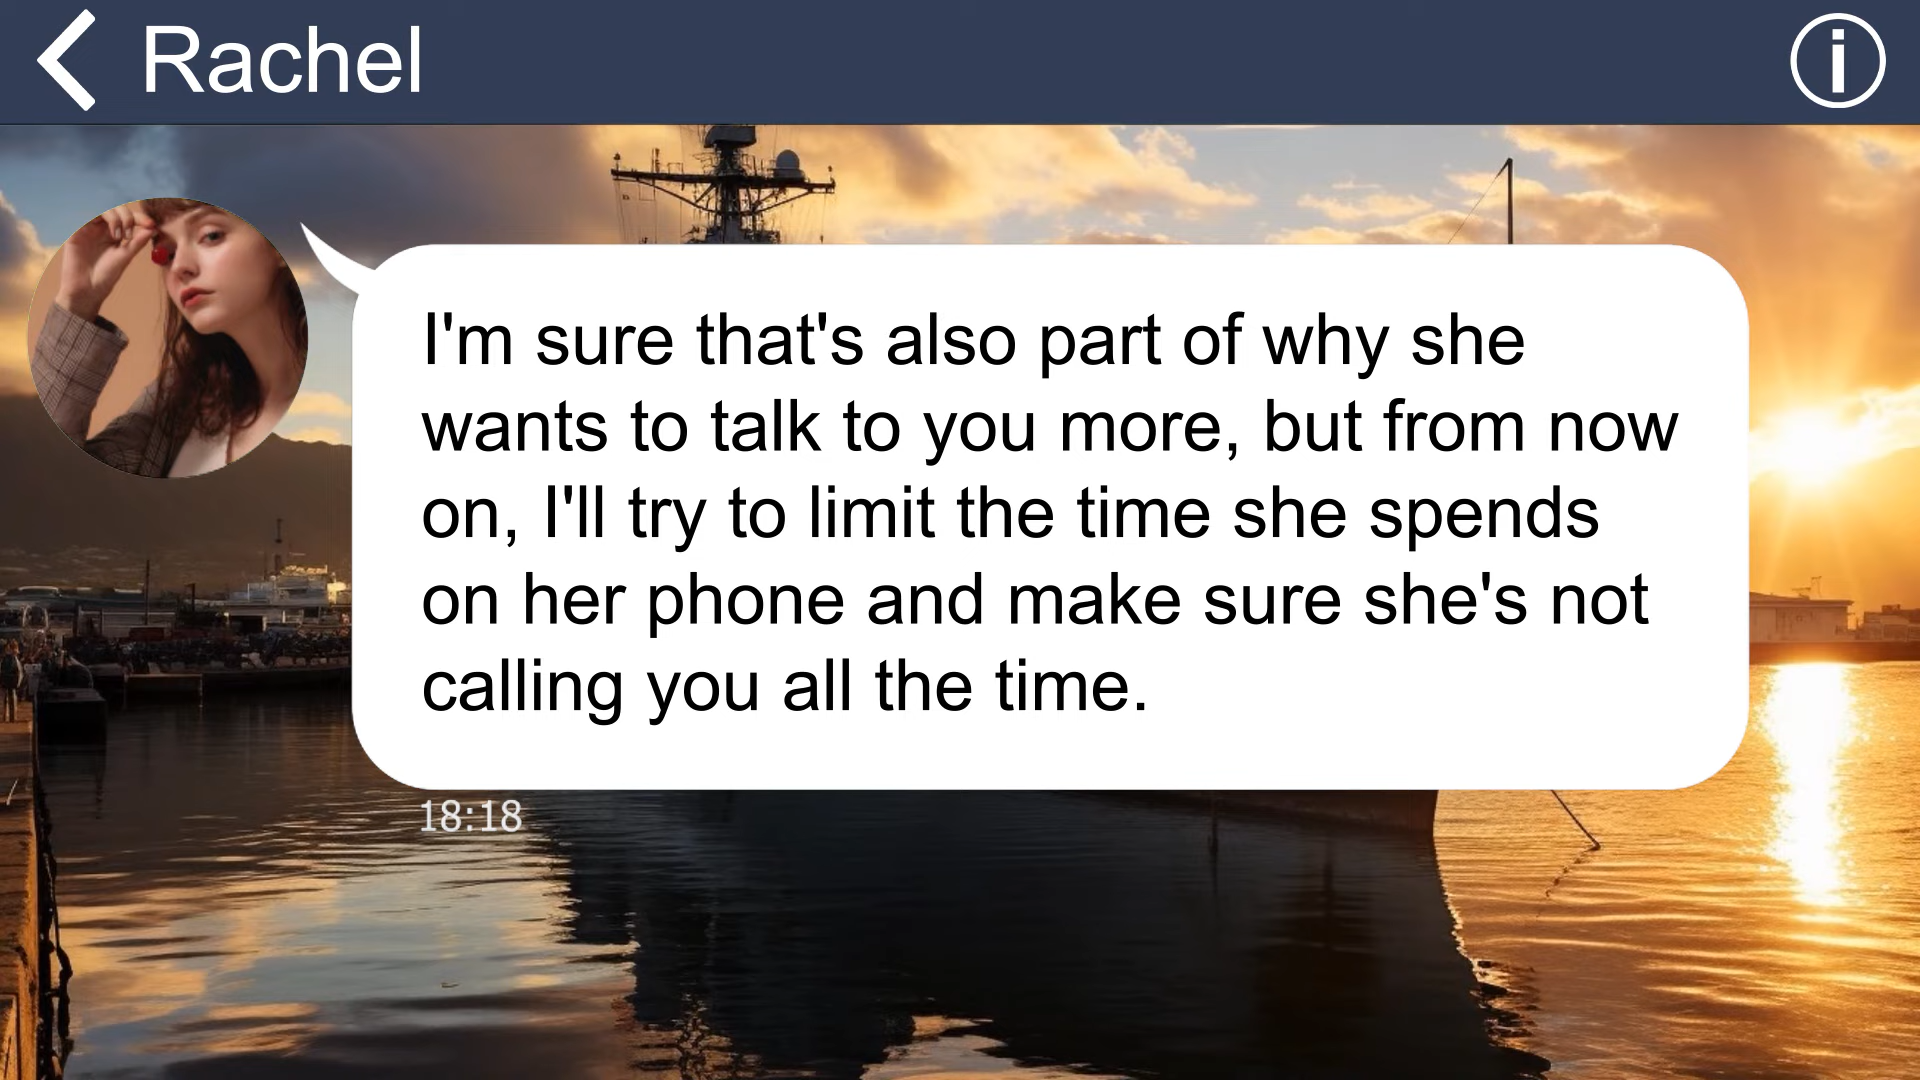 Rachel
I'm sure that's also part of why she
wants to talk to you more, but from now
on, I'll try to limit the time she spends
on her phone and make sure she's not
calling you all the time.
18:18